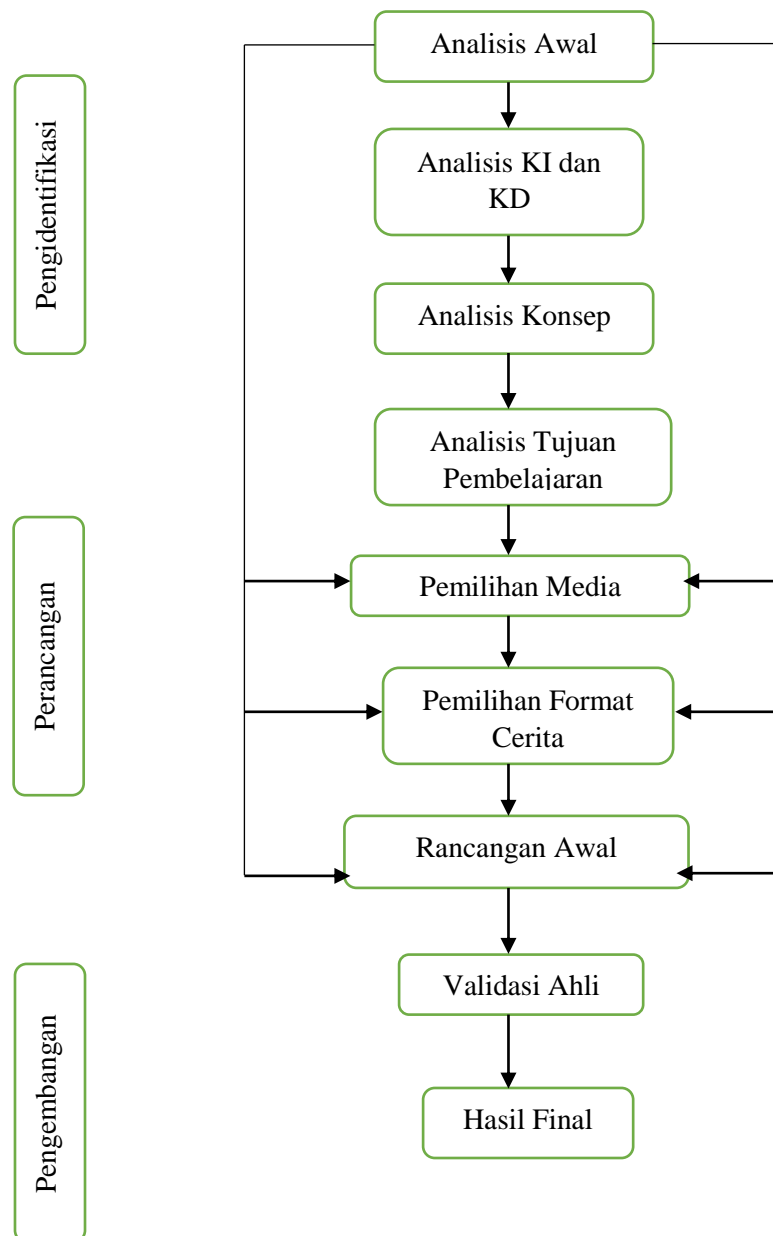 Analisis Awal
Pengidentifikasi
Analisis KI dan
KD
Analisis Konsep
Analisis Tujuan
Pembelajaran
Perancangan
Pemilihan Media
Pemilihan Format
Cerita
Rancangan Awal
Pengembangan
Validasi Ahli
Hasil Final